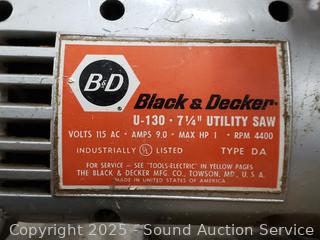 B&D
Black & Decker®
U-130 • 7 1/4" UTILITY SAW
VOLTS 115 AC • AMPS 9.0 • MAX HP 1 • RPM 4400
INDUSTRIALLY UL LISTED TYPE DA
FOR SERVICE — SEE "TOOLS-ELECTRIC" IN YELLOW PAGES
THE BLACK & DECKER MFG. CO., TOWSON, MD., U. S. A.
MADE IN UNITED STATES OF AMERICA
Copyright 2025 - Sound Auction Service